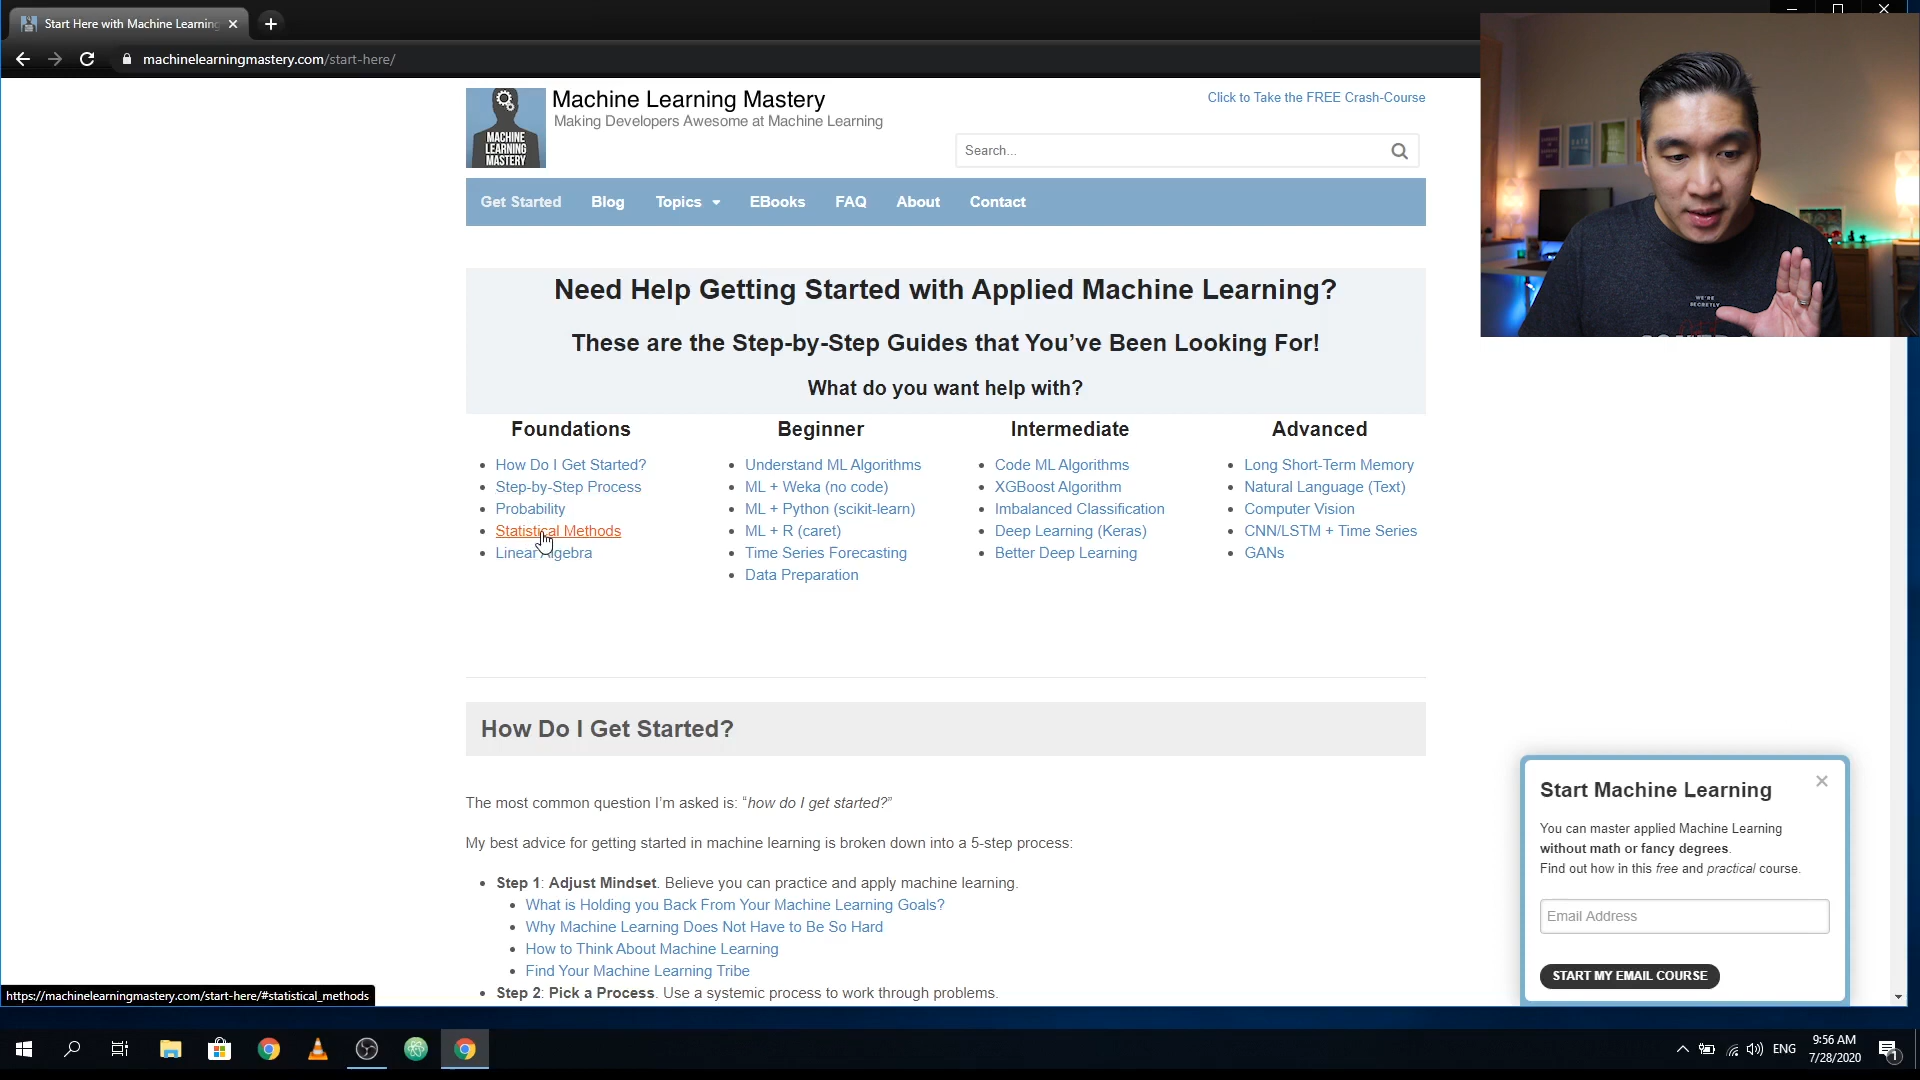 Start Here with Machine Learning
machinelearningmastery.com/start-here/
MACHINE
LEARNING
MASTERY
Machine Learning Mastery
Making Developers Awesome at Machine Learning
Click to Take the FREE Crash-Course
Search...
Get Started Blog Topics EBooks FAQ About Contact
WE'RE
SECRETLY
Need Help Getting Started with Applied Machine Learning?
These are the Step-by-Step Guides that You’ve Been Looking For!
What do you want help with?
Foundations
How Do I Get Started?
Step-by-Step Process
Probability
Statistical Methods
Linear Algebra
Beginner
Understand ML Algorithms
ML + Weka (no code)
ML + Python (scikit-learn)
ML + R (caret)
Time Series Forecasting
Data Preparation
Intermediate
Code ML Algorithms
XGBoost Algorithm
Imbalanced Classification
Deep Learning (Keras)
Better Deep Learning
Advanced
Long Short-Term Memory
Natural Language (Text)
Computer Vision
CNN/LSTM + Time Series
GANs
How Do I Get Started?
The most common question I’m asked is: “how do I get started?”
My best advice for getting started in machine learning is broken down into a 5-step process:
Step 1: Adjust Mindset. Believe you can practice and apply machine learning.
What is Holding you Back From Your Machine Learning Goals?
Why Machine Learning Does Not Have to Be So Hard
How to Think About Machine Learning
Find Your Machine Learning Tribe
Step 2: Pick a Process. Use a systemic process to work through problems.
Start Machine Learning
You can master applied Machine Learning
without math or fancy degrees.
Find out how in this free and practical course.
Email Address
START MY EMAIL COURSE
https://machinelearningmastery.com/start-here/#statistical_methods
ENG
9:56 AM
7/28/2020
1